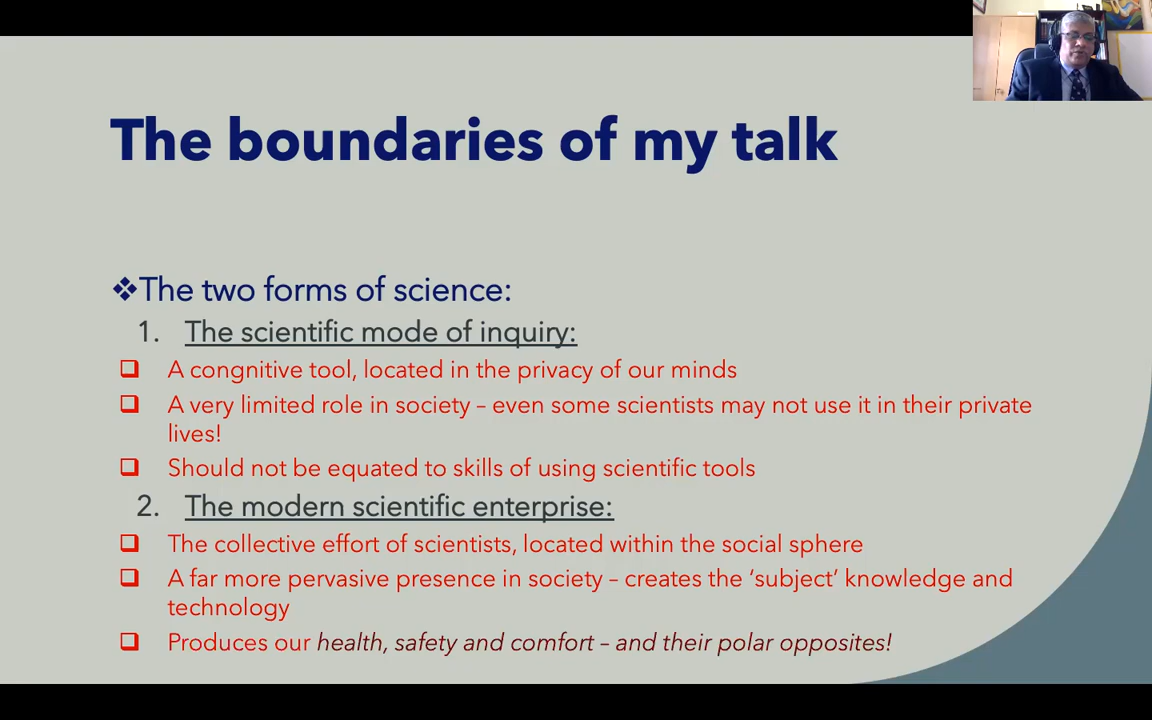 The boundaries of my talk
❖The two forms of science:
1. The scientific mode of inquiry:
❑ A congnitive tool, located in the privacy of our minds
❑ A very limited role in society – even some scientists may not use it in their private
lives!
❑ Should not be equated to skills of using scientific tools
2. The modern scientific enterprise:
❑ The collective effort of scientists, located within the social sphere
❑ A far more pervasive presence in society – creates the ‘subject’ knowledge and
technology
❑ Produces our health, safety and comfort – and their polar opposites!